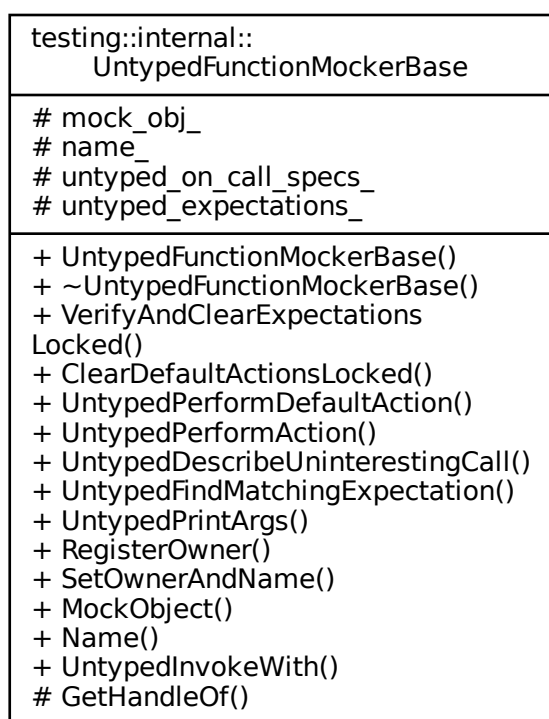 testing::internal::
UntypedFunctionMockerBase
# mock_obj_
# name_
# untyped_on_call_specs_
# untyped_expectations_
+ UntypedFunctionMockerBase()
+ ~UntypedFunctionMockerBase()
+ VerifyAndClearExpectations
Locked()
+ ClearDefaultActionsLocked()
+ UntypedPerformDefaultAction()
+ UntypedPerformAction()
+ UntypedDescribeUninterestingCall()
+ UntypedFindMatchingExpectation()
+ UntypedPrintArgs()
+ RegisterOwner()
+ SetOwnerAndName()
+ MockObject()
+ Name()
+ UntypedInvokeWith()
# GetHandleOf()